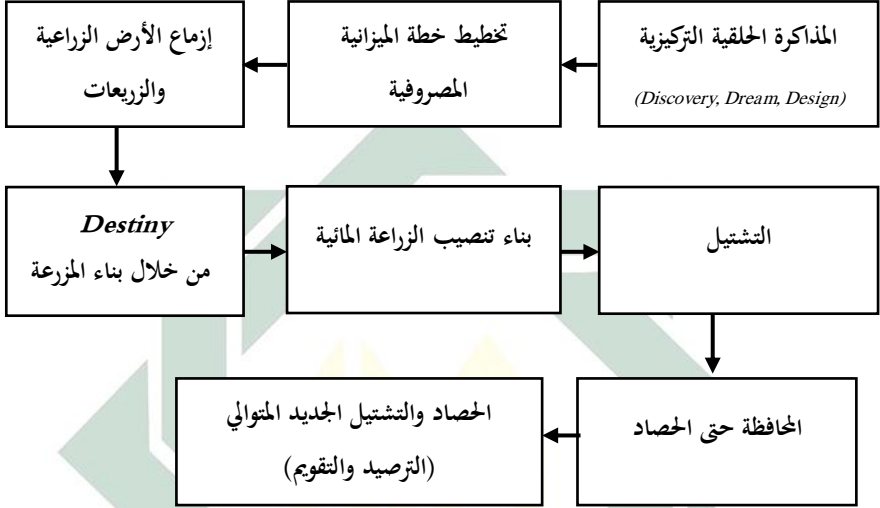 المذاكرة الحلقية التركيزية
(Discovery, Dream, Design)
تخطيط خطة الميزانية
المصروفية
إزماع الأرض الزراعية
والزريعات
Destiny
من خلال بناء المزرعة
بناء تنصيب الزراعة المائية
التشتيل
المحافظة حتى الحصاد
الحصاد والتشتيل الجديد المتوالي
(الترصيد والتقويم)